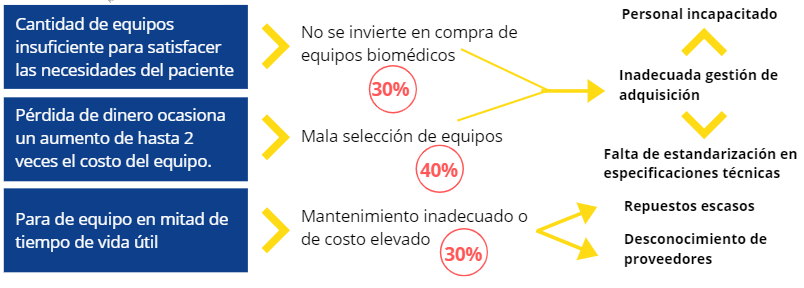 Cantidad de equipos
insuficiente para satisfacer
las necesidades del paciente
No se invierte en compra de
equipos biomédicos
30%
Pérdida de dinero ocasiona
un aumento de hasta 2
veces el costo del equipo.
Mala selección de equipos
40%
Para de equipo en mitad de
tiempo de vida útil
Mantenimiento inadecuado o
de costo elevado
30%
Personal incapacitado
Inadecuada gestión de
adquisición
Falta de estandarización en
especificaciones técnicas
Repuestos escasos
Desconocimiento de
proveedores